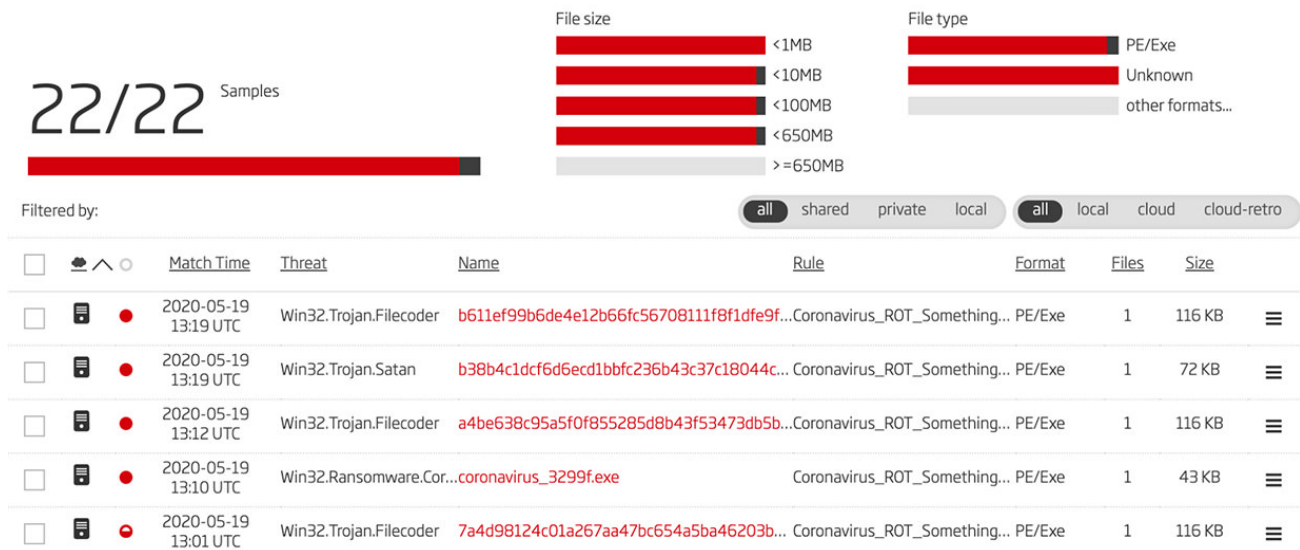 File size
<1MB
<10MB
<100MB
<650MB
>=650MB
File type
PE/Exe
Unknown
other formats...
22/22 Samples
Filtered by:
all shared private local
all local cloud cloud-retro
Match Time Threat Name Rule Format Files Size
2020-05-19 13:19 UTC Win32.Trojan.Filecoder b611ef99b6de4e12b66fc56708111f8f1dfe9f... Coronavirus_ROT_Something... PE/Exe 1 116 KB
2020-05-19 13:19 UTC Win32.Trojan.Satan b38b4c1dcf6d6ecd1bbfc236b43c37c18044c... Coronavirus_ROT_Something... PE/Exe 1 72 KB
2020-05-19 13:12 UTC Win32.Trojan.Filecoder a4be638c95a5f0f855285d8b43f53473db5b... Coronavirus_ROT_Something... PE/Exe 1 116 KB
2020-05-19 13:10 UTC Win32.Ransomware.Cor... coronavirus_3299f.exe Coronavirus_ROT_Something... PE/Exe 1 43 KB
2020-05-19 13:01 UTC Win32.Trojan.Filecoder 7a4d98124c01a267aa47bc654a5ba46203b... Coronavirus_ROT_Something... PE/Exe 1 116 KB